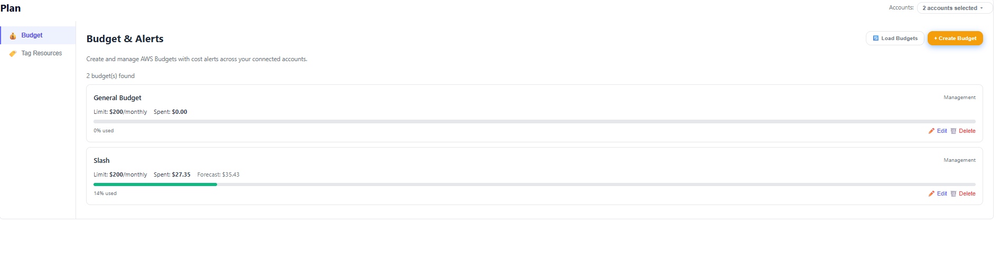 Plan
Accounts: 2 accounts selected
Budget
Tag Resources
Budget & Alerts
Load Budgets
+ Create Budget
Create and manage AWS Budgets with cost alerts across your connected accounts.
2 budget(s) found
General Budget
Management
Limit: $200/monthly Spent: $0.00
0% used
Edit Delete
Slash
Management
Limit: $200/monthly Spent: $27.35 Forecast: $35.43
14% used
Edit Delete